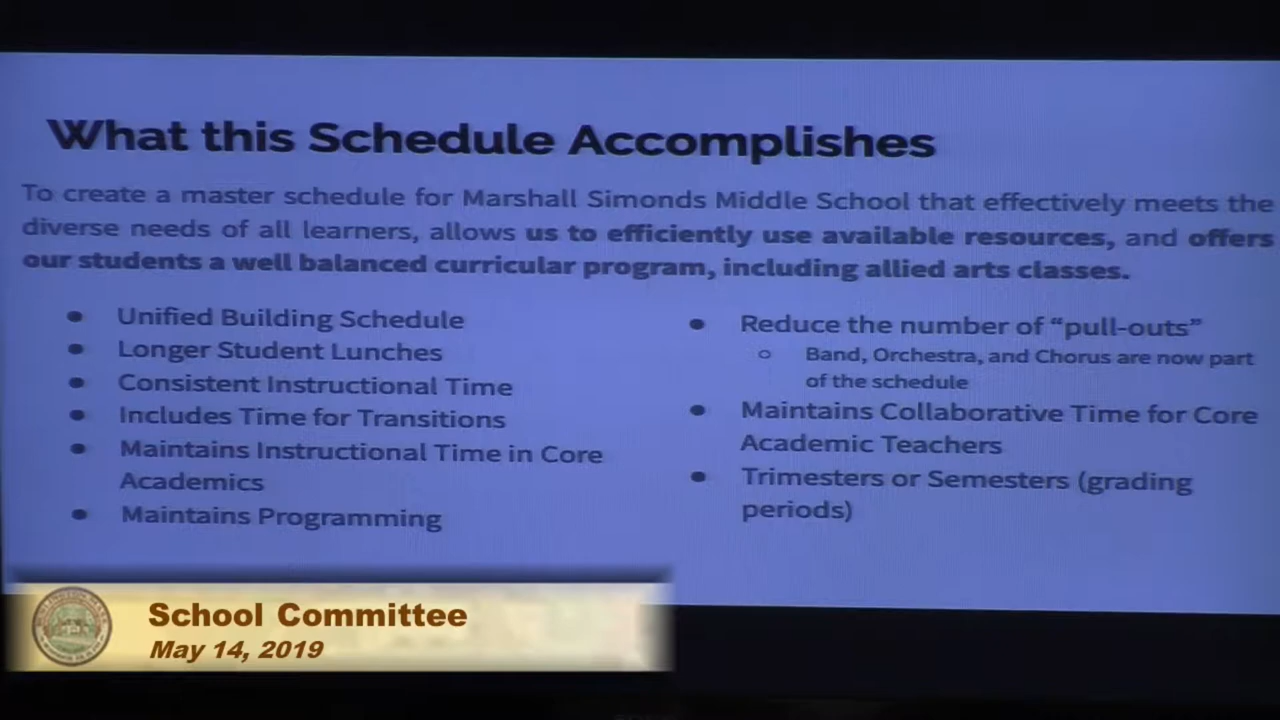 What this Schedule Accomplishes
To create a master schedule for Marshall Simonds Middle School that effectively meets the
diverse needs of all learners, allows us to efficiently use available resources, and offers
our students a well balanced curricular program, including allied arts classes.
● Unified Building Schedule
● Longer Student Lunches
● Consistent Instructional Time
● Includes Time for Transitions
● Maintains Instructional Time in Core
Academics
● Maintains Programming
● Reduce the number of “pull-outs”
○ Band, Orchestra, and Chorus are now part
of the schedule
● Maintains Collaborative Time for Core
Academic Teachers
● Trimesters or Semesters (grading
periods)
School Committee
May 14, 2019